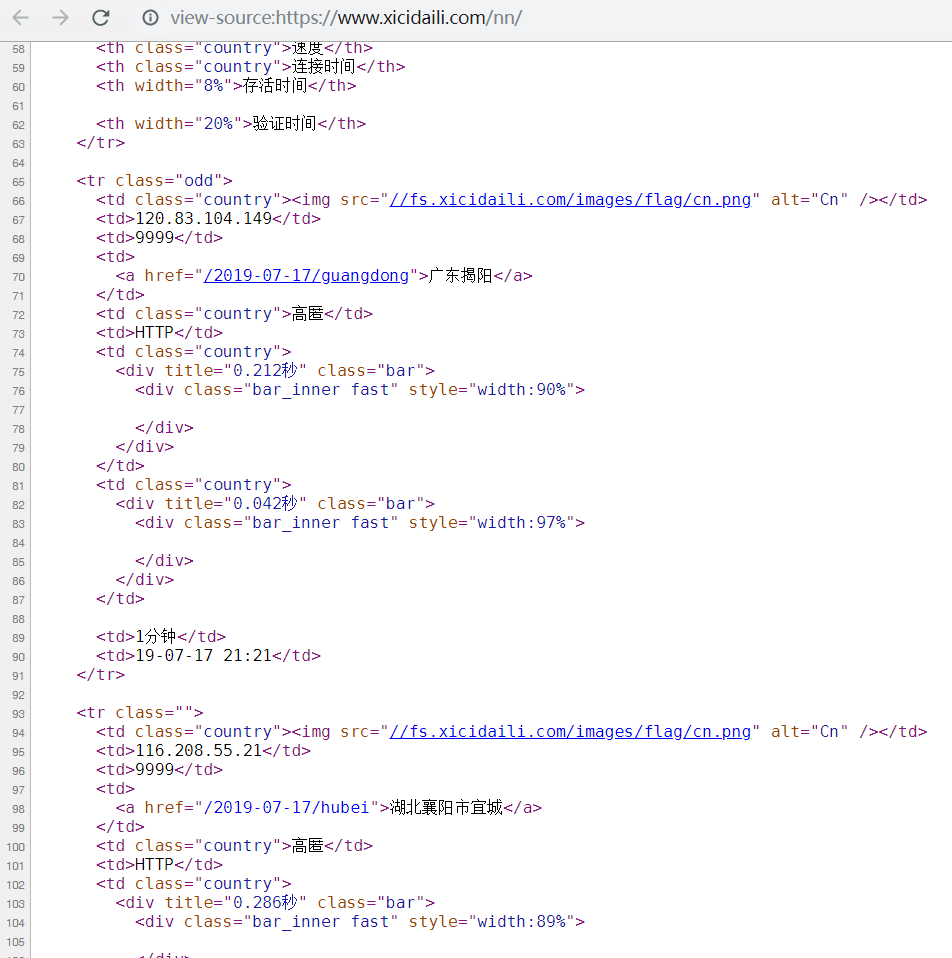 view-source:https://www.xicidaili.com/nn/
58 <th class="country">速度</th>
59 <th class="country">连接时间</th>
60 <th width="8%">存活时间</th>
61
62 <th width="20%">验证时间</th>
63 </tr>
64
65 <tr class="odd">
66 <td class="country"><img src="//fs.xicidaili.com/images/flag/cn.png" alt="Cn" /></td>
67 <td>120.83.104.149</td>
68 <td>9999</td>
69 <td>
70 <a href="/2019-07-17/guangdong">广东揭阳</a>
71 </td>
72 <td class="country">高匿</td>
73 <td>HTTP</td>
74 <td class="country">
75 <div title="0.212秒" class="bar">
76 <div class="bar_inner fast" style="width:90%">
77
78 </div>
79 </div>
80 </td>
81 <td class="country">
82 <div title="0.042秒" class="bar">
83 <div class="bar_inner fast" style="width:97%">
84
85 </div>
86 </div>
87 </td>
88
89 <td>1分钟</td>
90 <td>19-07-17 21:21</td>
91 </tr>
92
93 <tr class="">
94 <td class="country"><img src="//fs.xicidaili.com/images/flag/cn.png" alt="Cn" /></td>
95 <td>116.208.55.21</td>
96 <td>9999</td>
97 <td>
98 <a href="/2019-07-17/hubei">湖北襄阳市宜城</a>
99 </td>
100 <td class="country">高匿</td>
101 <td>HTTP</td>
102 <td class="country">
103 <div title="0.286秒" class="bar">
104 <div class="bar_inner fast" style="width:89%">
105